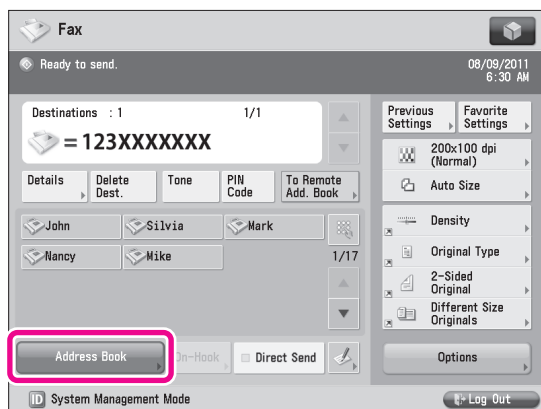 Fax
Ready to send.
08/09/2011
6:30 AM
Destinations : 1 1/1
= 123XXXXXXX
Details
Delete
Dest.
Tone
PIN
Code
To Remote
Add. Book
John
Silvia
Mark
Nancy
Mike
1/17
Address Book
On-Hook
Direct Send
Previous
Settings
Favorite
Settings
200x100 dpi
(Normal)
Auto Size
Density
Original Type
2-Sided
Original
Different Size
Originals
Options
ID System Management Mode
Log Out